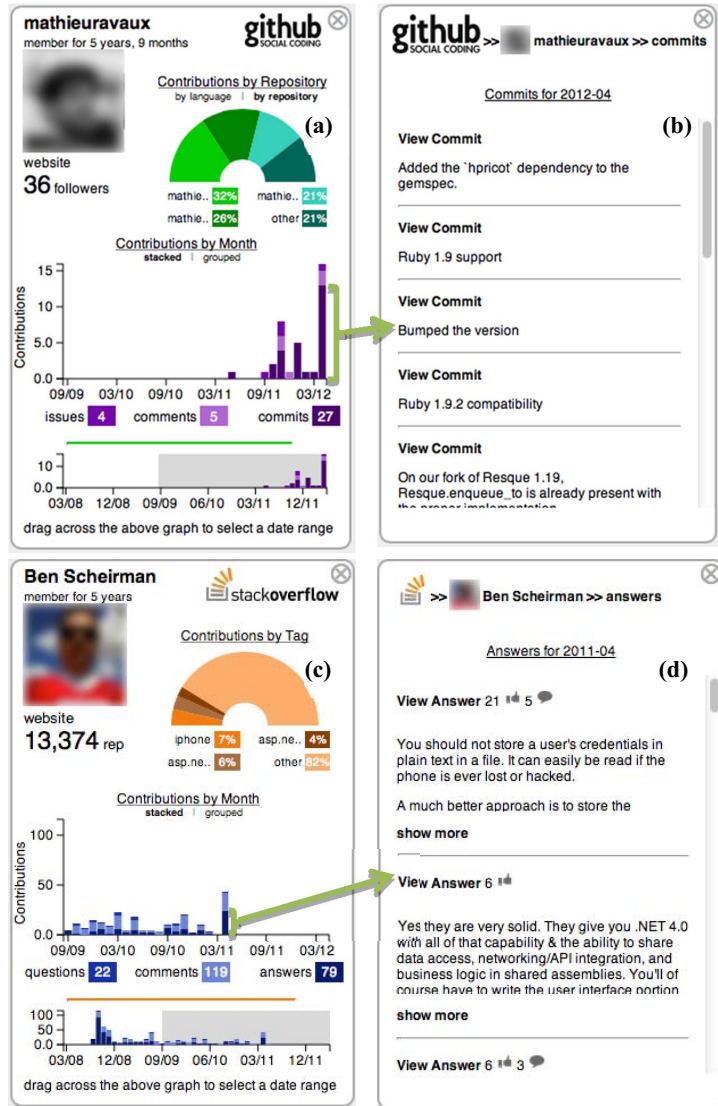 mathieuravaux
member for 5 years, 9 months
github
SOCIAL CODING
Contributions by Repository
by language | by repository
(a)
website
36 followers
mathie.. 32% mathie.. 21%
mathie.. 26% other 21%
Contributions by Month
stacked | grouped
Contributions
15
10
5.0
0.0
09/09 03/10 09/10 03/11 09/11 03/12
issues 4 comments 5 commits 27
10
0.0
03/08 12/08 09/09 06/10 03/11 12/11
drag across the above graph to select a date range
github
SOCIAL CODING
>> mathieuravaux >> commits
Commits for 2012-04
(b)
View Commit
Added the `hpricot` dependency to the
gemspec.
View Commit
Ruby 1.9 support
View Commit
Bumped the version
View Commit
Ruby 1.9.2 compatibility
View Commit
On our fork of Resque 1.19,
Resque.enqueue_to is already present with
the proper implementation
Ben Scheirman
member for 5 years
stackoverflow
Contributions by Tag
(c)
website
13,374 rep
iphone 7% asp.ne.. 4%
asp.ne.. 6% other 82%
Contributions by Month
stacked | grouped
Contributions
100
50
0.0
09/09 03/10 09/10 03/11 09/11 03/12
questions 22 comments 119 answers 79
100
50
0.0
03/08 12/08 09/09 06/10 03/11 12/11
drag across the above graph to select a date range
>> Ben Scheirman >> answers
Answers for 2011-04
(d)
View Answer 21 5
You should not store a user's credentials in
plain text in a file. It can easily be read if the
phone is ever lost or hacked.
A much better approach is to store the
show more
View Answer 6
Yes they are very solid. They give you .NET 4.0
with all of that capability & the ability to share
data access, networking/API integration, and
business logic in shared assemblies. You'll of
course have to write the user interface portion
show more
View Answer 6 3